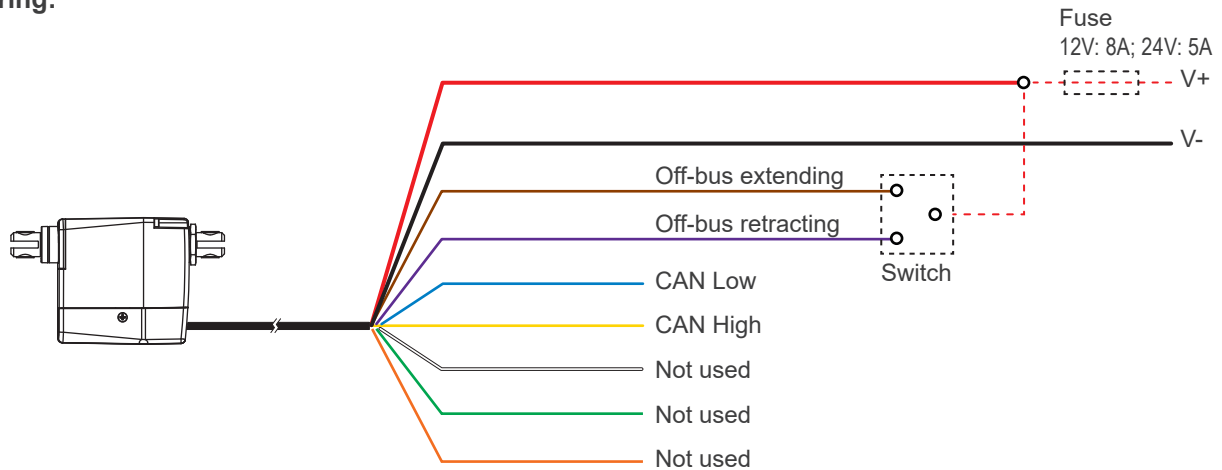 ring:
Fuse
12V: 8A; 24V: 5A
V+
V-
Off-bus extending
Off-bus retracting
Switch
CAN Low
CAN High
Not used
Not used
Not used